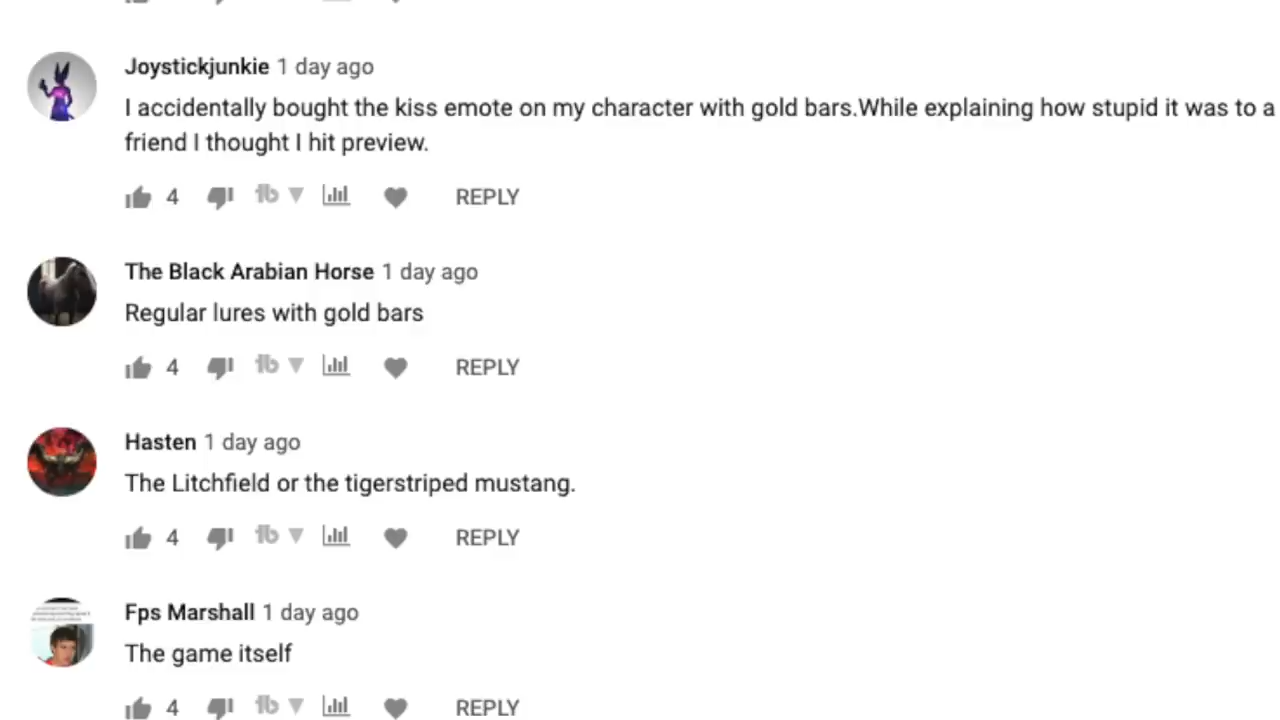 Joystickjunkie 1 day ago
I accidentally bought the kiss emote on my character with gold bars.While explaining how stupid it was to a
friend I thought I hit preview.
4 REPLY
The Black Arabian Horse 1 day ago
Regular lures with gold bars
4 REPLY
Hasten 1 day ago
The Litchfield or the tigerstriped mustang.
4 REPLY
Fps Marshall 1 day ago
The game itself
4 REPLY